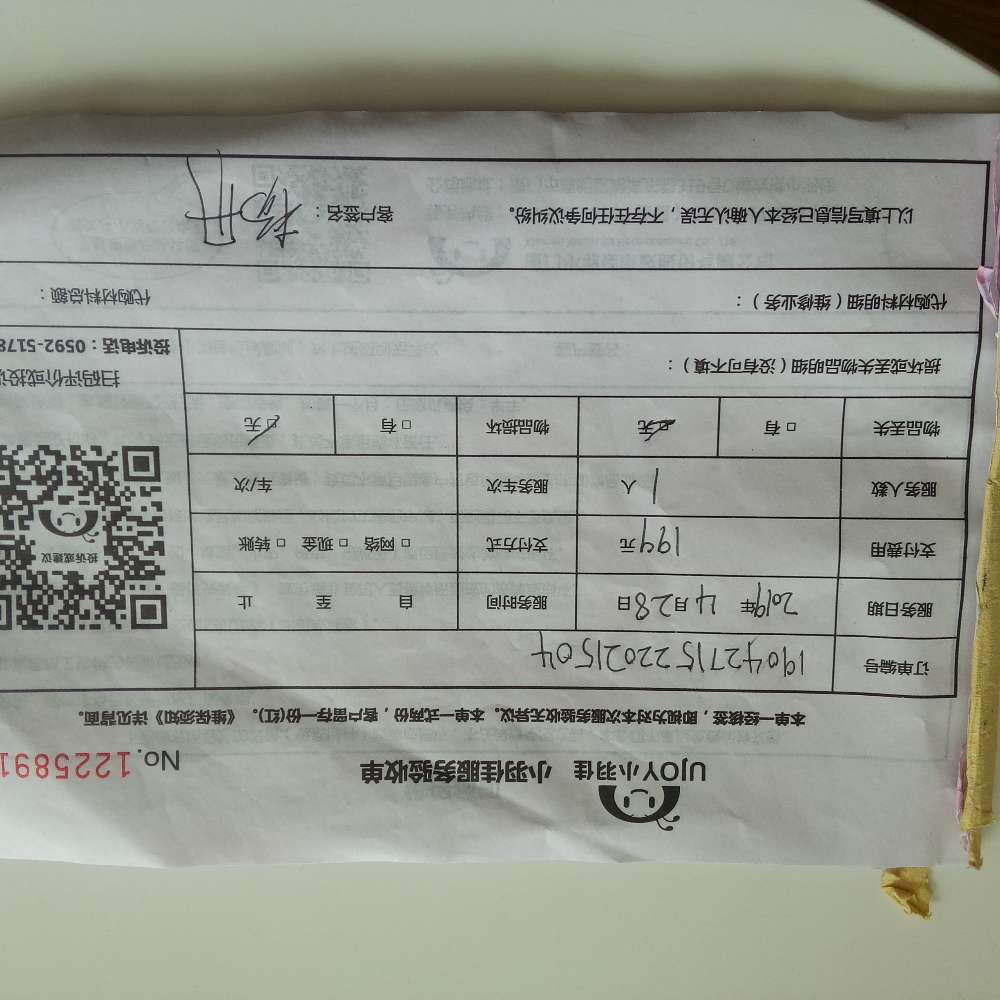 UJOY小羽佳 小羽佳服务验收单 No.1225891
本单一经接签，即视为对本次服务验收无异议。本单一式两份，客户留存一份(红)。《维保须知》详见背面。
订单编号 190427152202 1504
服务日期 2019年 4月28日 服务时间 自 至 止
支付费用 199元 支付方式 □ 网络 □ 现金 □ 转账
服务人数 1 人 服务车次 车/次
物品丢失 □ 有 □ 无 物品损坏 □ 有 □ 无
损坏或丢失物品明细（没有可不填）：
投诉或建议
扫码评价或投
投诉电话：0592-5178
代购材料明细（维修业务）： 代购材料总额：
以上填写信息已经本人确认无误，不存在任何争议纠纷。 客户签名：